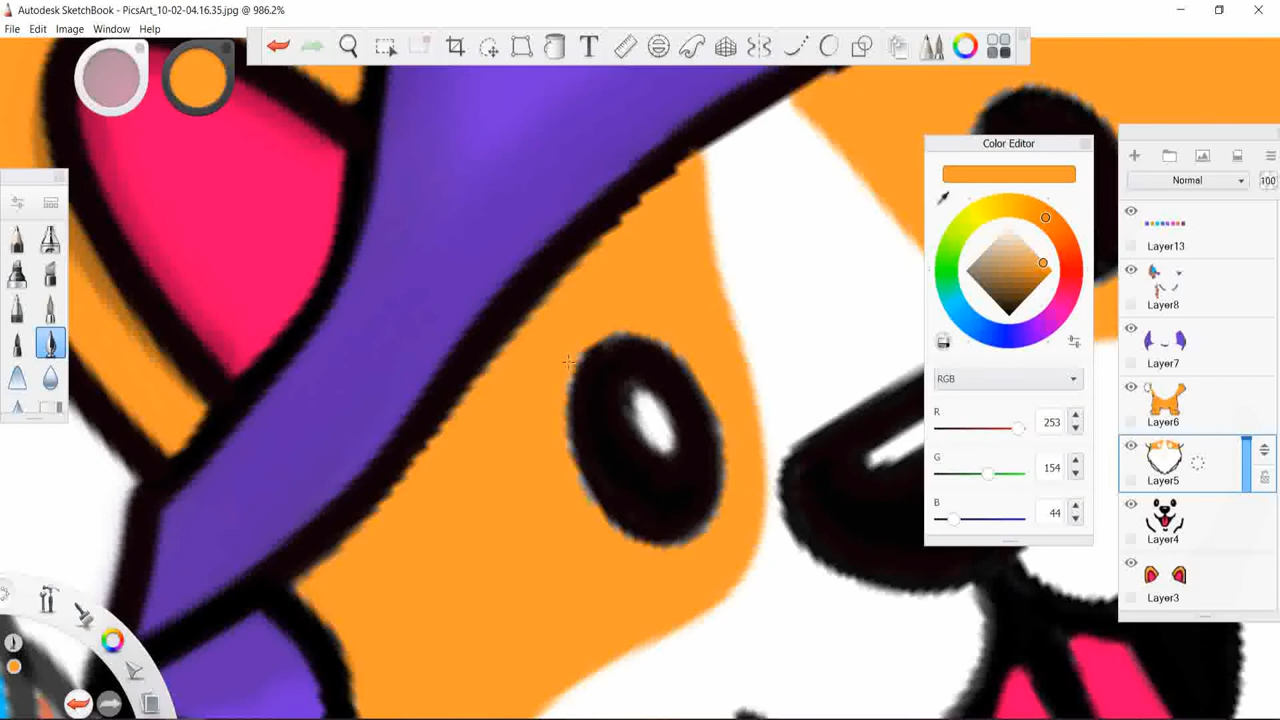 Autodesk SketchBook - PicsArt_10-02-04.16.35.jpg @ 986.2%
File Edit Image Window Help
T
Color Editor
RGB
R 253
G 154
B 44
Normal 100
Layer13
Layer8
Layer7
Layer6
Layer5
Layer4
Layer3